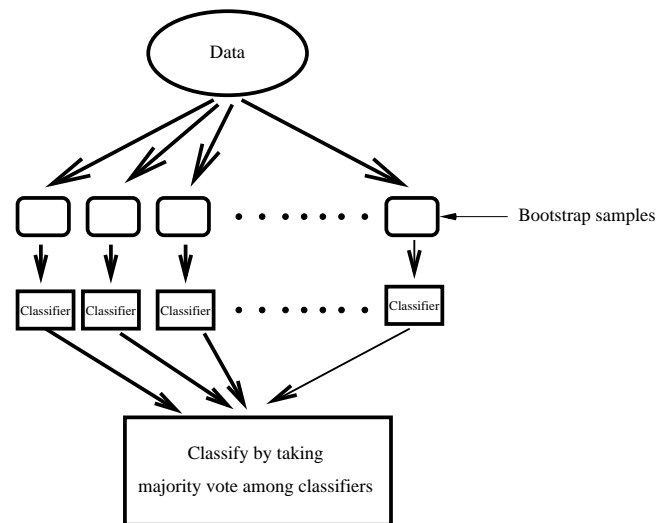 Data
Bootstrap samples
Classifier
Classifier
Classifier
Classifier
Classify by taking
majority vote among classifiers